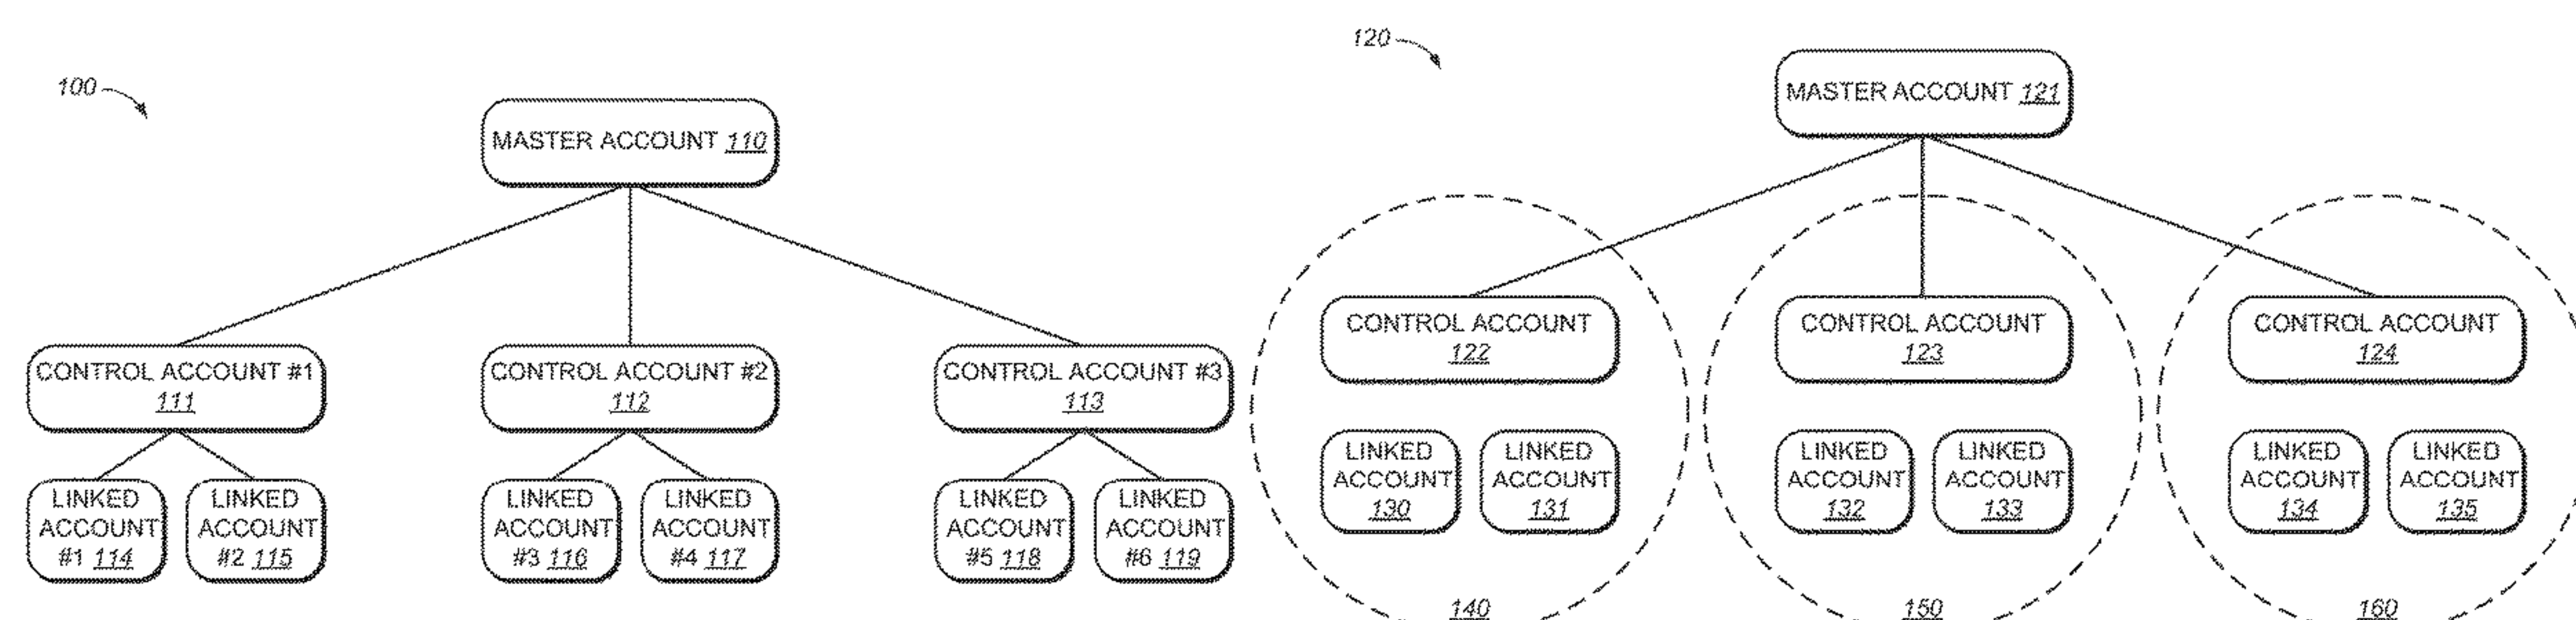 100
MASTER ACCOUNT 110
CONTROL ACCOUNT #1
111
CONTROL ACCOUNT #2
112
CONTROL ACCOUNT #3
113
LINKED
ACCOUNT
#1 114
LINKED
ACCOUNT
#2 115
LINKED
ACCOUNT
#3 116
LINKED
ACCOUNT
#4 117
LINKED
ACCOUNT
#5 118
LINKED
ACCOUNT
#6 119
120
MASTER ACCOUNT 121
CONTROL ACCOUNT
122
CONTROL ACCOUNT
123
CONTROL ACCOUNT
124
LINKED
ACCOUNT
130
LINKED
ACCOUNT
131
LINKED
ACCOUNT
132
LINKED
ACCOUNT
133
LINKED
ACCOUNT
134
LINKED
ACCOUNT
135
140
150
160